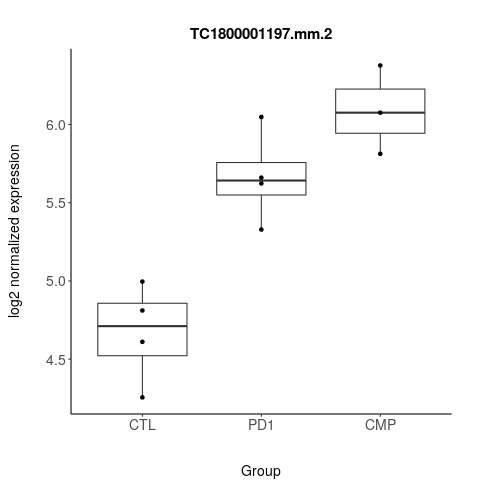 TC1800001197.mm.2
log2 normalized expression
6.0
5.5
5.0
4.5
CTL PD1 CMP
Group